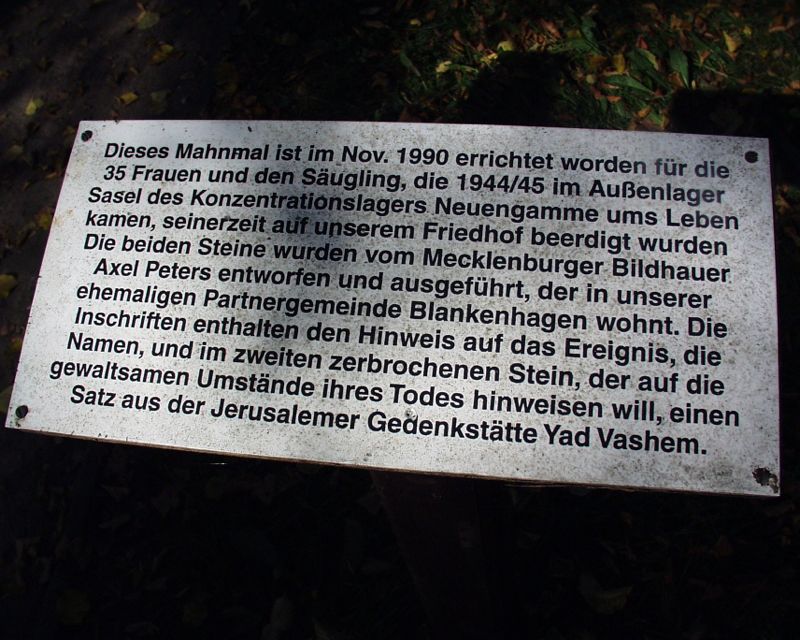 Dieses Mahnmal ist im Nov. 1990 errichtet worden für die
35 Frauen und den Säugling, die 1944/45 im Außenlager
Sasel des Konzentrationslagers Neuengamme ums Leben
kamen, seinerzeit auf unserem Friedhof beerdigt wurden
Die beiden Steine wurden vom Mecklenburger Bildhauer
Axel Peters entworfen und ausgeführt, der in unserer
ehemaligen Partnergemeinde Blankenhagen wohnt. Die
Inschriften enthalten den Hinweis auf das Ereignis, die
Namen, und im zweiten zerbrochenen Stein, der auf die
gewaltsamen Umstände ihres Todes hinweisen will, einen
Satz aus der Jerusalemer Gedenkstätte Yad Vashem.